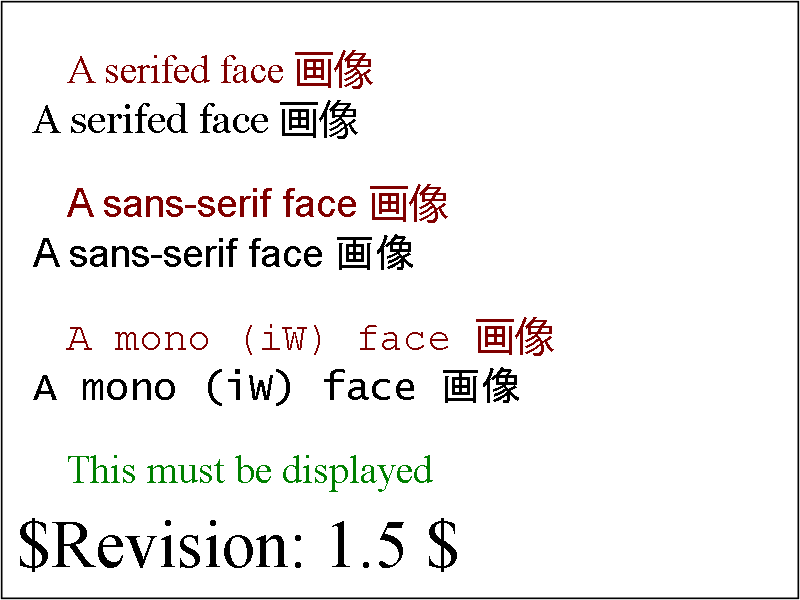 A serifed face 画像
A serifed face 画像
A sans-serif face 画像
A sans-serif face 画像
A mono (iW) face 画像
A mono (iW) face 画像
This must be displayed
$Revision: 1.5 $